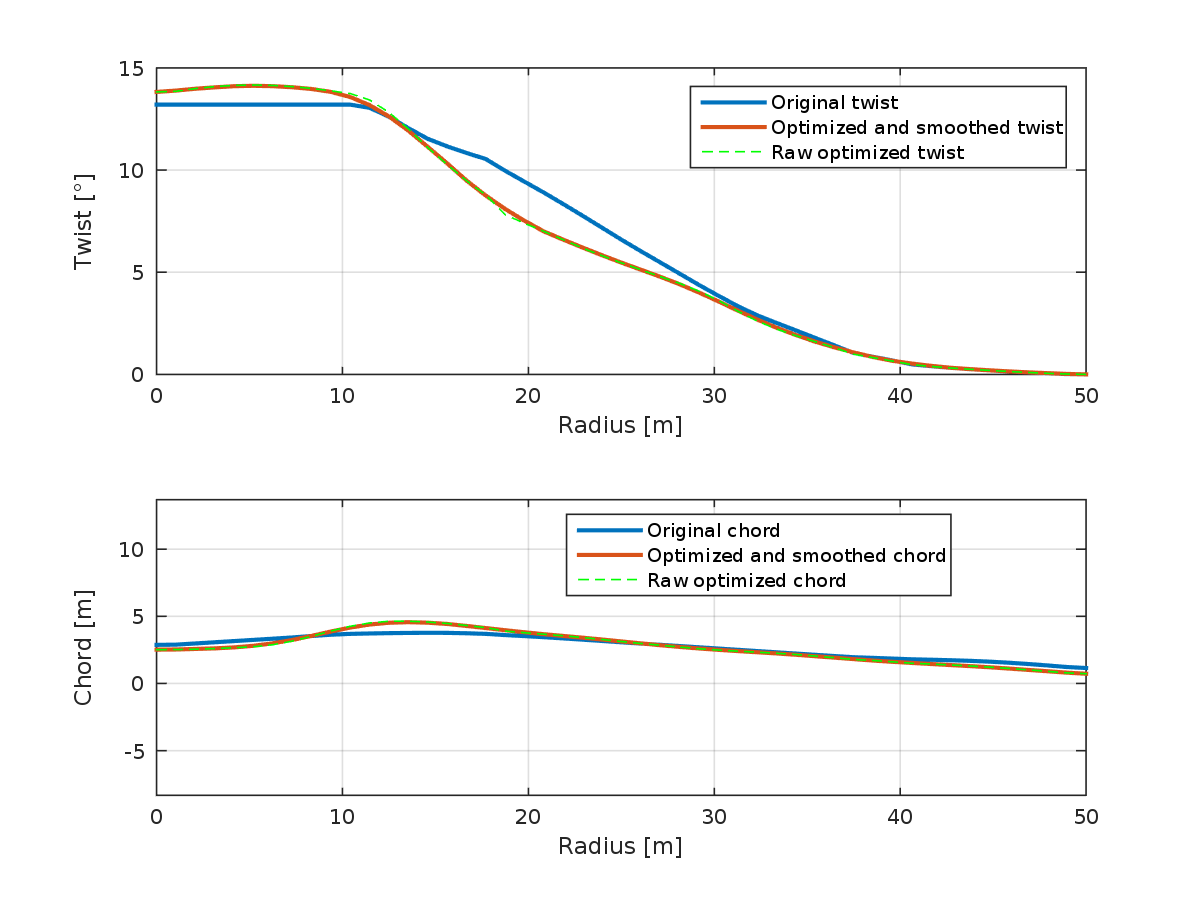 15
10
5
0
Twist [°]
Original twist
Optimized and smoothed twist
Raw optimized twist
0 10 20 30 40 50
Radius [m]
10
5
0
-5
Chord [m]
Original chord
Optimized and smoothed chord
Raw optimized chord
0 10 20 30 40 50
Radius [m]